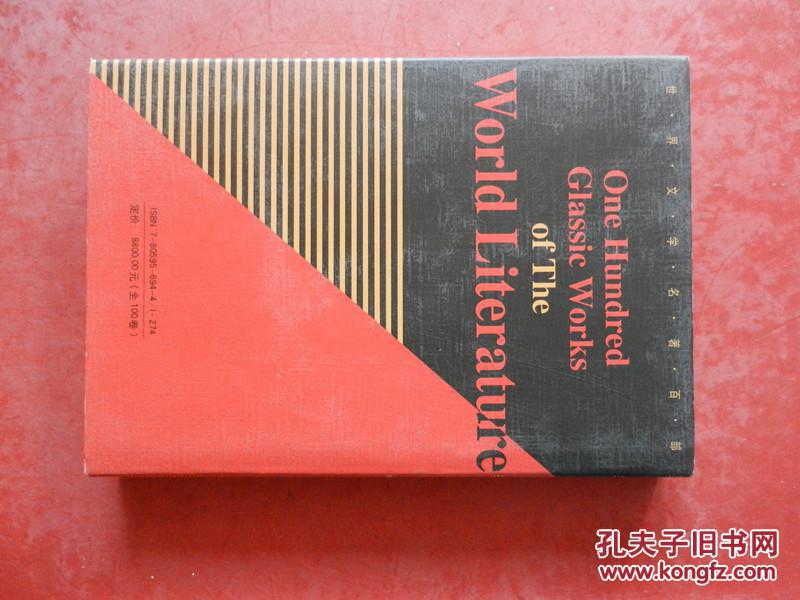 世·界·文·学·名·著·百·部
One Hundred
Glassic Works
of The
World Literature
ISBN 7-80595-694-4/I·274
定价 8800.00元(全100卷)
孔夫子旧书网
www.kongfz.com